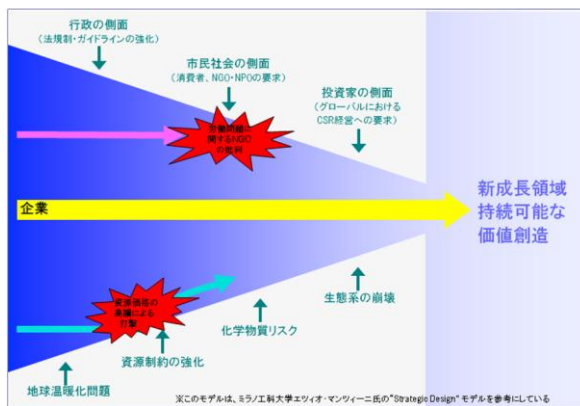 行政の側面
(法規制・ガイドラインの強化)
市民社会の側面
(消費者、NGO・NPOの要求)
投資家の側面
(グローバルにおける
CSR経営への要求)
労働問題に
関するNGO
の批判
企業
新成長領域
持続可能な
価値創造
資源価格の
高騰による
打撃
生態系の崩壊
化学物質リスク
資源制約の強化
地球温暖化問題
※このモデルは、ミラノ工科大学エツィオ・マンツィーニ氏の"Strategic Design" モデルを参考にしている